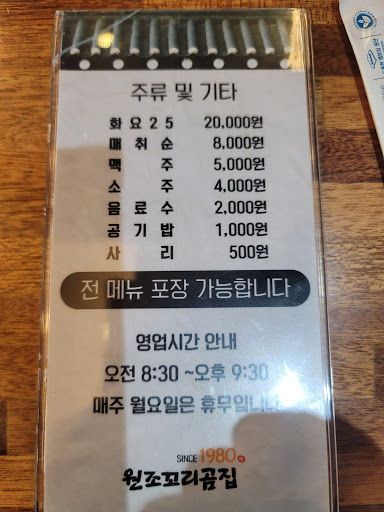 주류 및 기타
화요25 20,000원
매취순 8,000원
맥주 5,000원
소주 4,000원
음료수 2,000원
공기밥 1,000원
사리 500원
전 메뉴 포장 가능합니다
영업시간 안내
오전 8:30 ~오후 9:30
매주 월요일은 휴무입니다
SINCE 1980
원조꼬리곰집